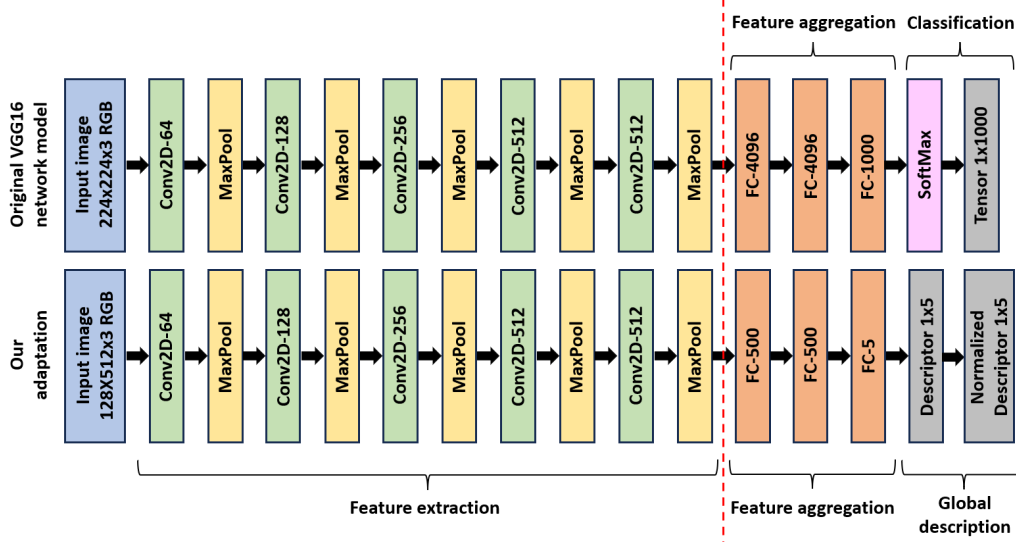 Feature aggregation
Classification
Original VGG16
network model
Input image
224x224x3 RGB
Conv2D-64
MaxPool
Conv2D-128
MaxPool
Conv2D-256
MaxPool
Conv2D-512
MaxPool
Conv2D-512
MaxPool
FC-4096
FC-4096
FC-1000
SoftMax
Tensor 1x1000
Our
adaptation
Input image
128X512x3 RGB
Conv2D-64
MaxPool
Conv2D-128
MaxPool
Conv2D-256
MaxPool
Conv2D-512
MaxPool
Conv2D-512
MaxPool
FC-500
FC-500
FC-5
Descriptor 1x5
Normalized
Descriptor 1x5
Feature extraction
Feature aggregation
Global
description